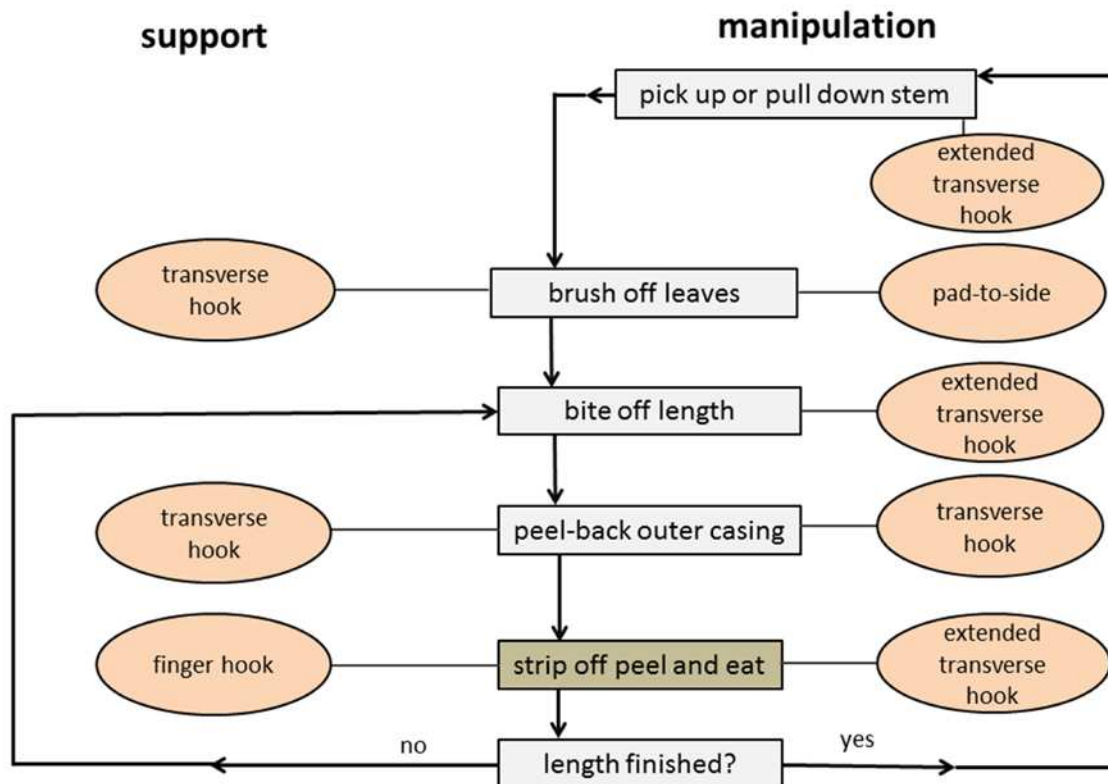 support
manipulation
pick up or pull down stem
extended
transverse
hook
transverse
hook
brush off leaves
pad-to-side
bite off length
extended
transverse
hook
transverse
hook
peel-back outer casing
transverse
hook
finger hook
strip off peel and eat
extended
transverse
hook
no
length finished?
yes